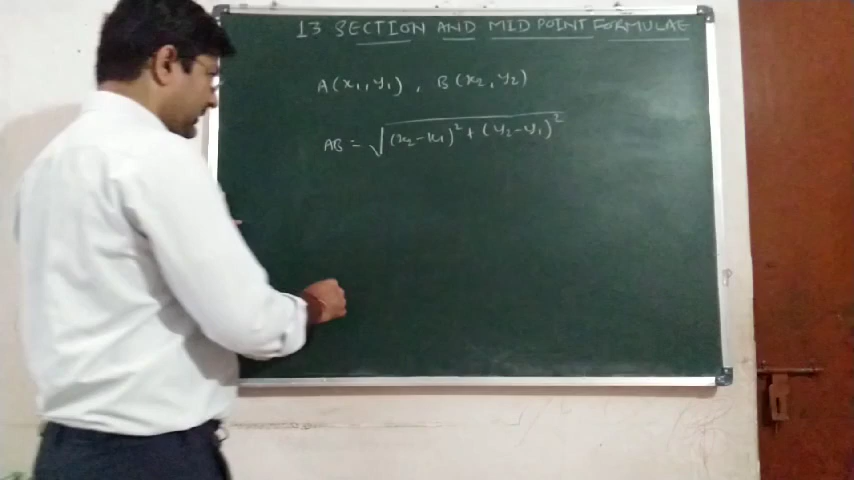 13 SECTION AND MID POINT FORMULAE
A(x₁, y₁) , B(x₂, y₂)
AB = √(x₂-x₁)² + (y₂-y₁)²